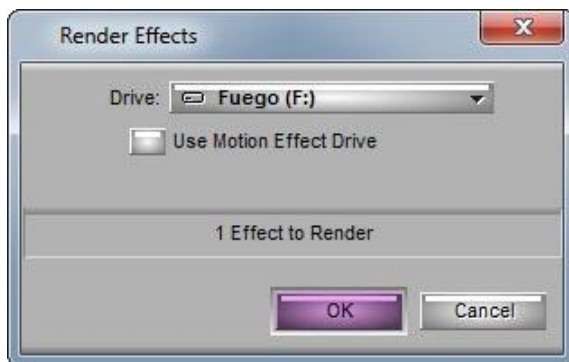 Render Effects
Drive: Fuego (F:)
Use Motion Effect Drive
1 Effect to Render
OK Cancel